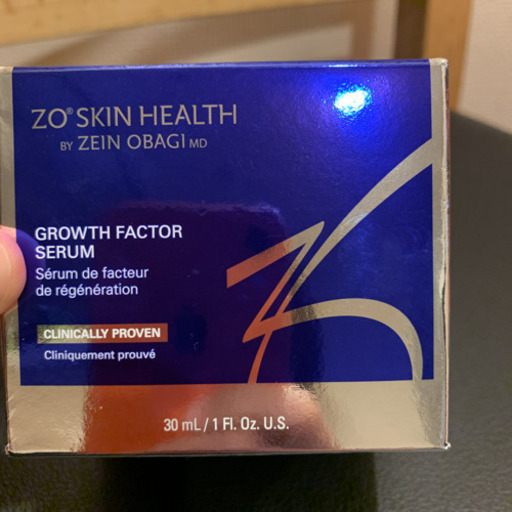 ZO® SKIN HEALTH
BY ZEIN OBAGI MD
GROWTH FACTOR
SERUM
Sérum de facteur
de régénération
CLINICALLY PROVEN
Cliniquement prouvé
30 mL / 1 Fl. Oz. U.S.